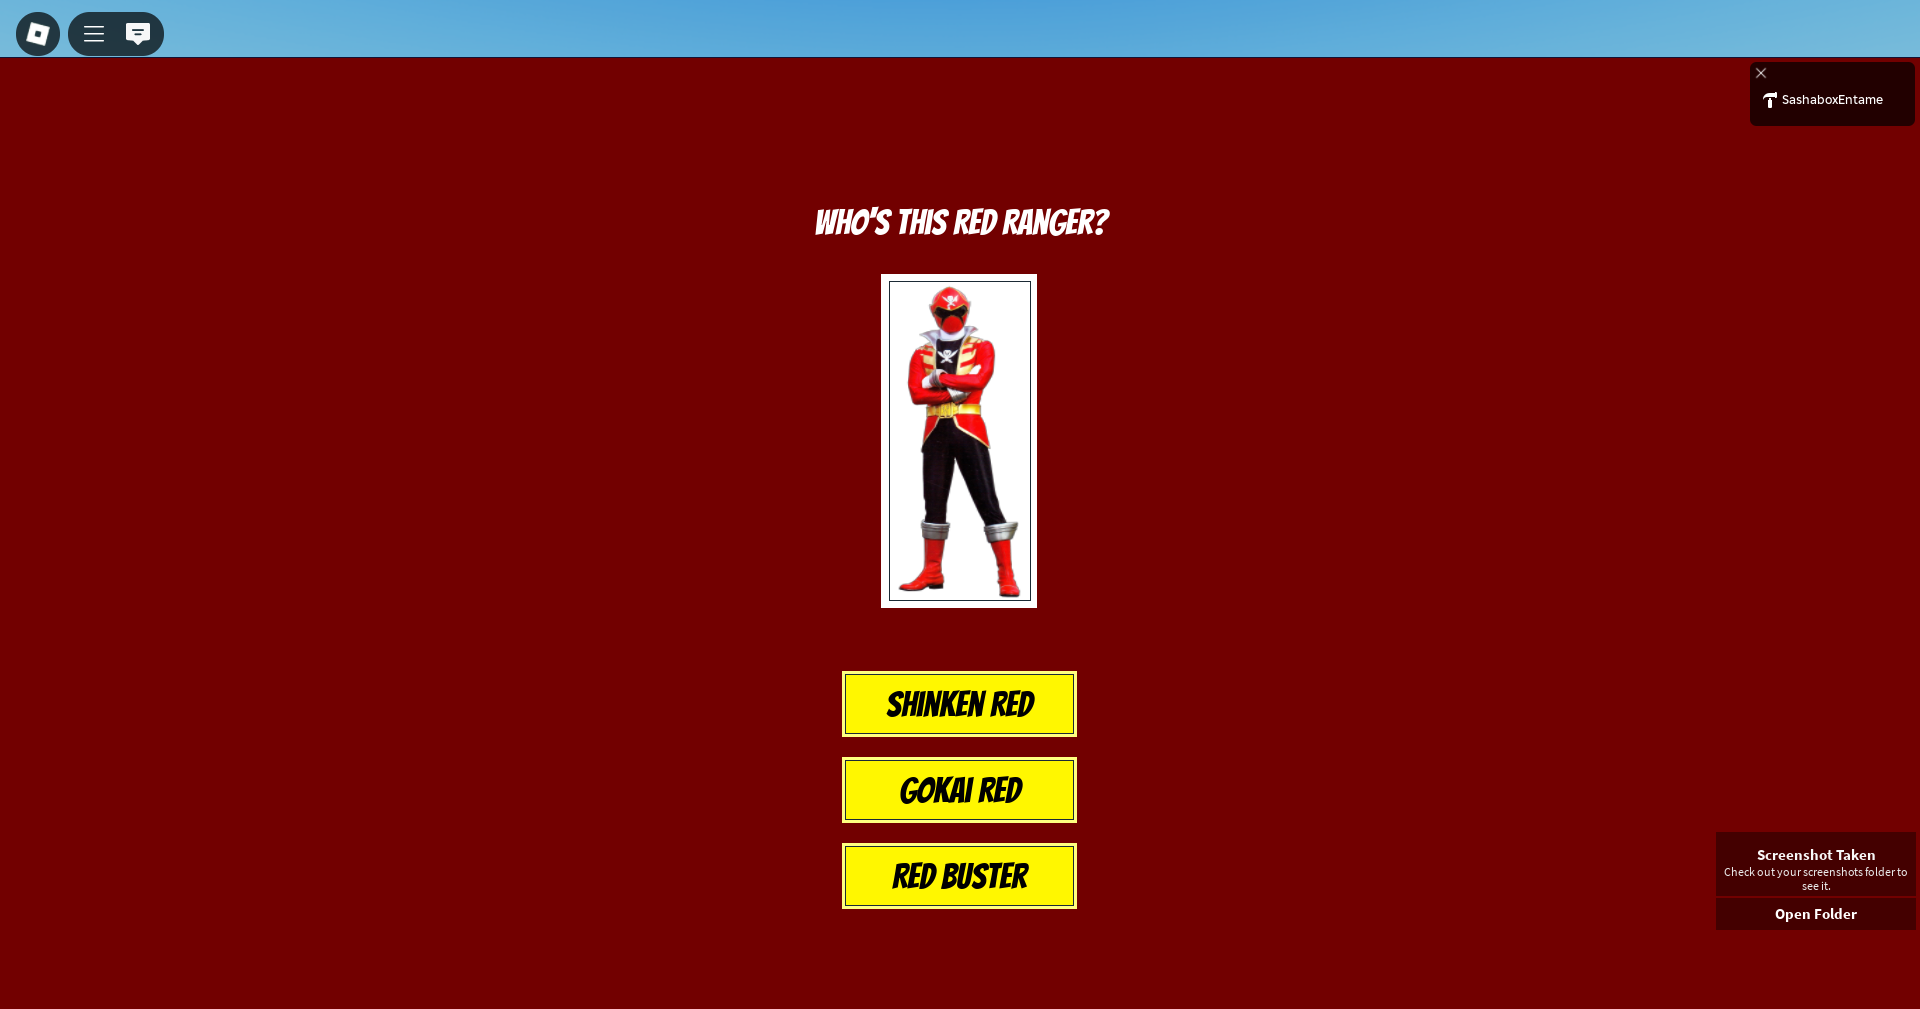 SashaboxEntame
WHO'S THIS RED RANGER?
SHINKEN RED
GOKAI RED
RED BUSTER
Screenshot Taken
Check out your screenshots folder to
see it.
Open Folder